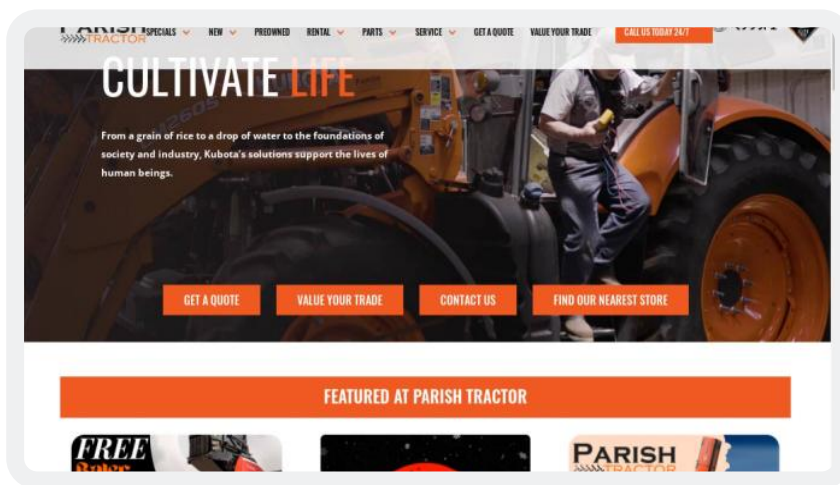 PARISH
TRACTOR
SPECIALS NEW PREOWNED RENTAL PARTS SERVICE GET A QUOTE VALUE YOUR TRADE CALL US TODAY 24/7
CULTIVATE LIFE
From a grain of rice to a drop of water to the foundations of
society and industry, Kubota's solutions support the lives of
human beings.
GET A QUOTE VALUE YOUR TRADE CONTACT US FIND OUR NEAREST STORE
FEATURED AT PARISH TRACTOR
FREE
PARISH
TRACTOR